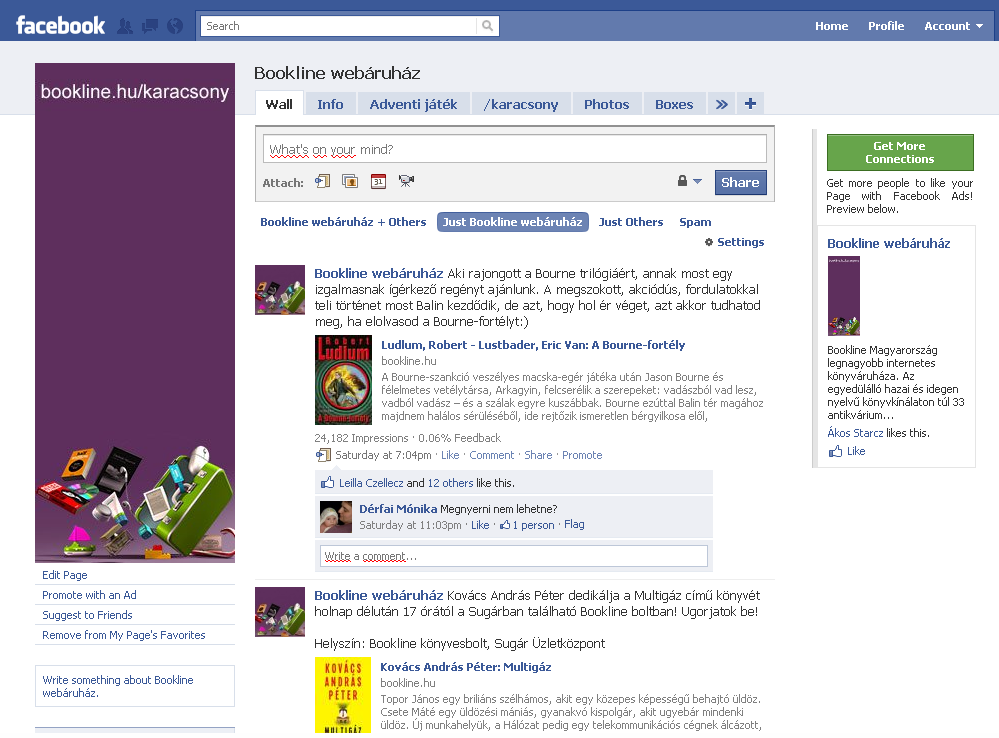 facebook
Search
Home Profile Account
bookline.hu/karacsony
Edit Page
Promote with an Ad
Suggest to Friends
Remove from My Page's Favorites
Write something about Bookline
webáruház.
Bookline webáruház
Wall Info Adventi játék /karacsony Photos Boxes » +
What's on your mind?
Attach: 31 Share
Bookline webáruház + Others Just Bookline webáruház Just Others Spam
Settings
Bookline webáruház Aki rajongott a Bourne trilógiáért, annak most egy
izgalmasnak ígérkező regényt ajánlunk. A megszokott, akciódús, fordulatokkal
teli történet most Balin kezdődik, de azt, hogy hol ér véget, azt akkor tudhatod
meg, ha elolvasod a Bourne-fortélyt:)
Robert
Ludlum
A Bourne-fortély
Ludlum, Robert - Lustbader, Eric Van: A Bourne-fortély
bookline.hu
A Bourne-szankció veszélyes macska-egér játéka után Jason Bourne és
félelmetes vetélytársa, Arkagyin, felcserélik a szerepeket: vadászból vad lesz,
vadból vadász – és a szálak egyre kuszábbak. Bourne ezúttal Balin tér magához
majdnem halálos sérüléséből, ide rejtőzik ismeretlen bérgyilkosa elől,
24,182 Impressions · 0.06% Feedback
Saturday at 7:04pm · Like · Comment · Share · Promote
Leilla Czellecz and 12 others like this.
Dérfai Mónika Megnyerni nem lehetne?
Saturday at 11:03pm · Like · 1 person · Flag
Write a comment...
Bookline webáruház Kovács András Péter dedikálja a Multigáz című könyvét
holnap délután 17 órától a Sugárban található Bookline boltban! Ugorjatok be!
Helyszín: Bookline könyvesbolt, Sugár Üzletközpont
KOVÁCS
ANDRÁS
PÉTER
MULTIGÁZ
Kovács András Péter: Multigáz
bookline.hu
Topor János egy briliáns szélhámos, akit egy közepes képességű behajtó üldöz.
Csete Máté egy üldözési mániás, gyanakvó kispolgár, akit ugyebár mindenki
üldöz. Új munkahelyük, a Hálózat pedig egy telekommunikációs cégnek álcázott,
Get More
Connections
Get more people to like your
Page with Facebook Ads!
Preview below.
Bookline webáruház
bookline.hu/karacsony
Bookline Magyarország
legnagyobb internetes
könyváruháza. Az
egyedülálló hazai és idegen
nyelvű könyvkínálaton túl 33
antikvárium...
Ákos Starcz likes this.
Like